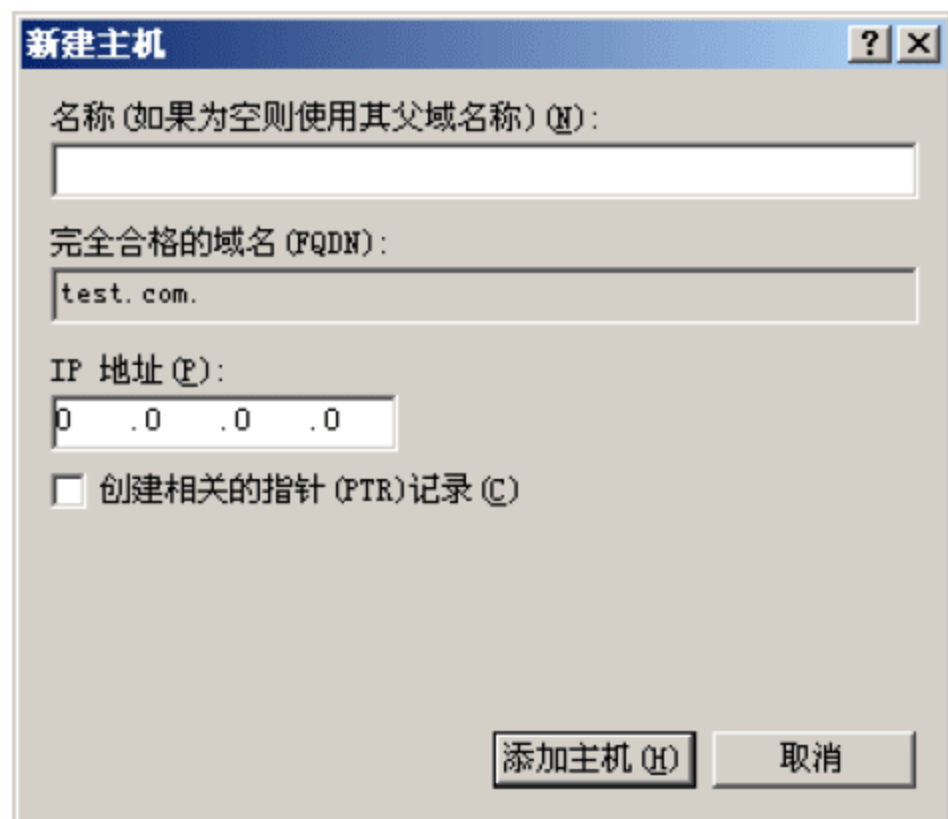 新建主机
名称(如果为空则使用其父域名称)(N):
完全合格的域名(FQDN):
test.com.
IP 地址(P):
0 .0 .0 .0
创建相关的指针(PTR)记录(C)
添加主机(H) 取消